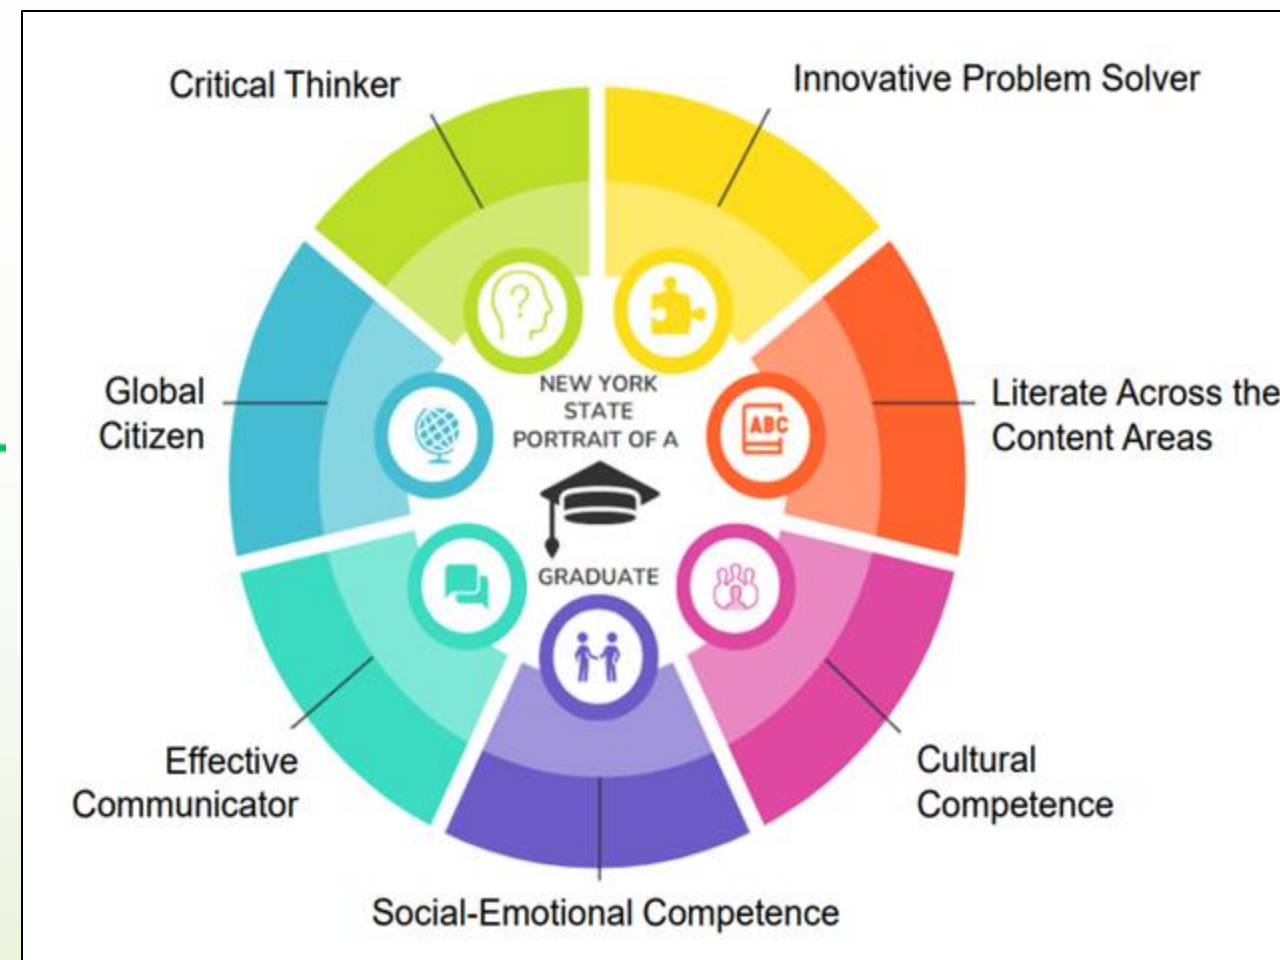 Critical Thinker
Innovative Problem Solver
NEW YORK
STATE
PORTRAIT OF A
GRADUATE
ABC
Global
Citizen
Literate Across the
Content Areas
Effective
Communicator
Cultural
Competence
Social-Emotional Competence